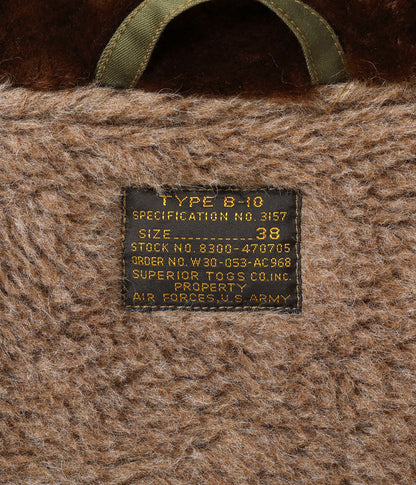 TYPE B-10
SPECIFICATION NO. 3157
SIZE..............38
STOCK NO. 8300-470705
ORDER NO. W30-053-AC968
SUPERIOR TOGS CO.,INC.
PROPERTY
AIR FORCES, U.S. ARMY